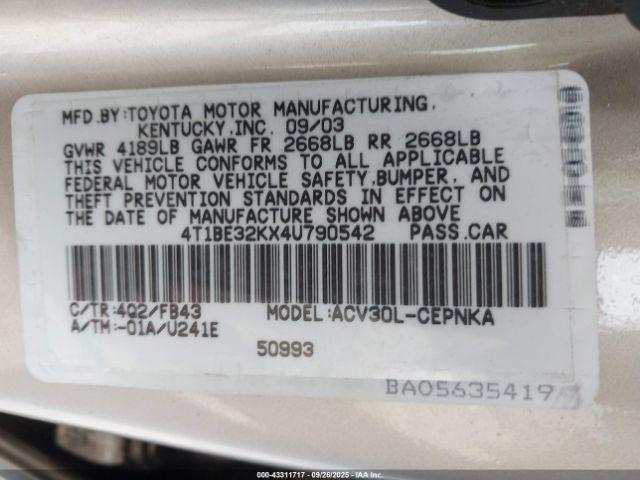 MFD.BY:TOYOTA MOTOR MANUFACTURING,
KENTUCKY,INC. 09/03
GVWR 4189LB GAWR FR 2668LB RR 2668LB
THIS VEHICLE CONFORMS TO ALL APPLICABLE
FEDERAL MOTOR VEHICLE SAFETY,BUMPER, AND
THEFT PREVENTION STANDARDS IN EFFECT ON
THE DATE OF MANUFACTURE SHOWN ABOVE
4T1BE32KX4U790542 PASS.CAR
C/TR:4Q2/FB43 MODEL:ACV30L-CEPNKA
A/TM:-01A/U241E
50993
BA05635419
000-43311717 - 09/26/2025 - IAA Inc.